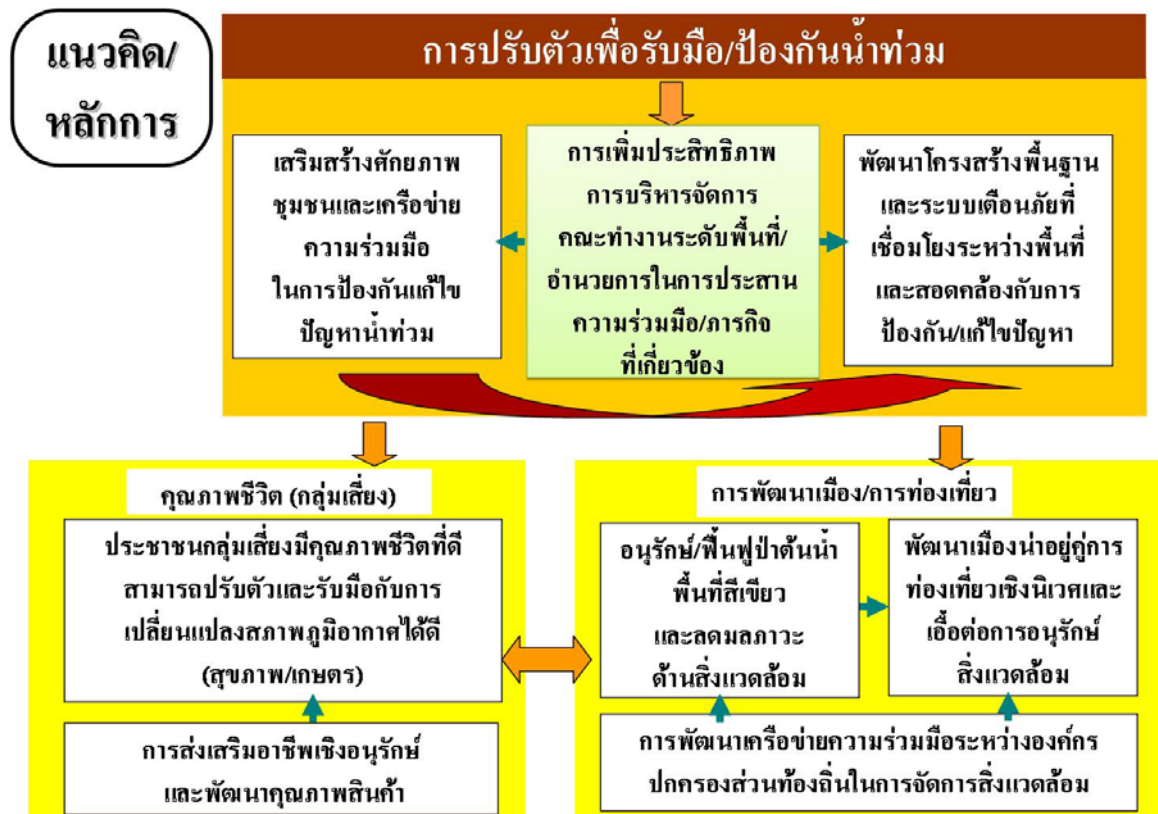 แนวคิด/
หลักการ
การปรับตัวเพื่อรับมือ/ป้องกันน้ำท่วม
เสริมสร้างศักยภาพ
ชุมชนและเครือข่าย
ความร่วมมือ
ในการป้องกันแก้ไข
ปัญหาน้ำท่วม
การเพิ่มประสิทธิภาพ
การบริหารจัดการ
คณะทำงานระดับพื้นที่/
อำนวยการในการประสาน
ความร่วมมือ/ภารกิจ
ที่เกี่ยวข้อง
พัฒนาโครงสร้างพื้นฐาน
และระบบเตือนภัยที่
เชื่อมโยงระหว่างพื้นที่
และสอดคล้องกับการ
ป้องกัน/แก้ไขปัญหา
คุณภาพชีวิต (กลุ่มเสี่ยง)
ประชาชนกลุ่มเสี่ยงมีคุณภาพชีวิตที่ดี
สามารถปรับตัวและรับมือกับการ
เปลี่ยนแปลงสภาพภูมิอากาศได้ดี
(สุขภาพ/เกษตร)
การส่งเสริมอาชีพเชิงอนุรักษ์
และพัฒนาคุณภาพสินค้า
การพัฒนาเมือง/การท่องเที่ยว
อนุรักษ์/ฟื้นฟูป่าต้นน้ำ
พื้นที่สีเขียว
และลดมลภาวะ
ด้านสิ่งแวดล้อม
พัฒนาเมืองน่าอยู่คู่การ
ท่องเที่ยวเชิงนิเวศและ
เอื้อต่อการอนุรักษ์
สิ่งแวดล้อม
การพัฒนาเครือข่ายความร่วมมือระหว่างองค์กร
ปกครองส่วนท้องถิ่นในการจัดการสิ่งแวดล้อม